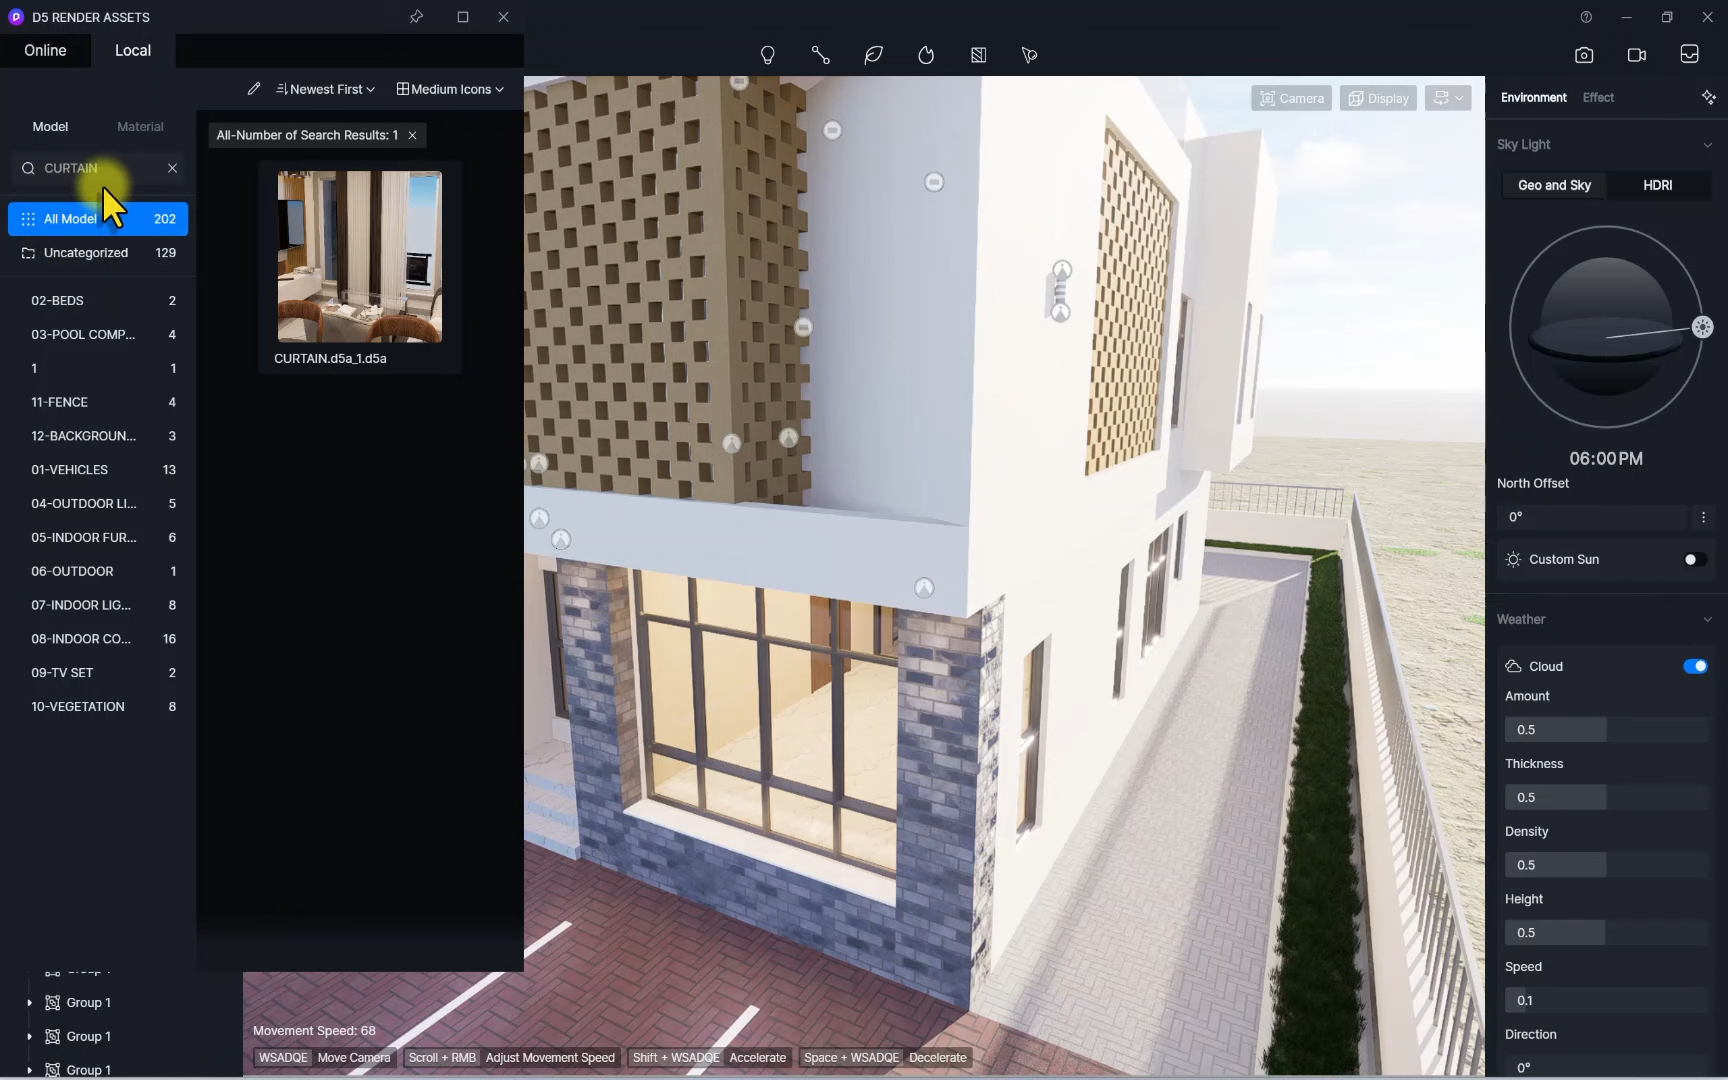 D5 RENDER ASSETS
Online
Local
Newest First
Medium Icons
Model
Material
All-Number of Search Results: 1
CURTAIN
All Model 202
Uncategorized 129
CURTAIN.d5a_1.d5a
02-BEDS 2
03-POOL COMP... 4
1 1
11-FENCE 4
12-BACKGROUN... 3
01-VEHICLES 13
04-OUTDOOR LI... 5
05-INDOOR FUR... 6
06-OUTDOOR 1
07-INDOOR LIG... 8
08-INDOOR CO... 16
09-TV SET 2
10-VEGETATION 8
Group 1
Group 1
Group 1
Camera
Display
Movement Speed: 68
WSADQE Move Camera Scroll + RMB Adjust Movement Speed Shift + WSADQE Accelerate Space + WSADQE Decelerate
Environment
Effect
Sky Light
Geo and Sky
HDRI
06:00PM
North Offset
0°
Custom Sun
Weather
Cloud
Amount
0.5
Thickness
0.5
Density
0.5
Height
0.5
Speed
0.1
Direction
0°